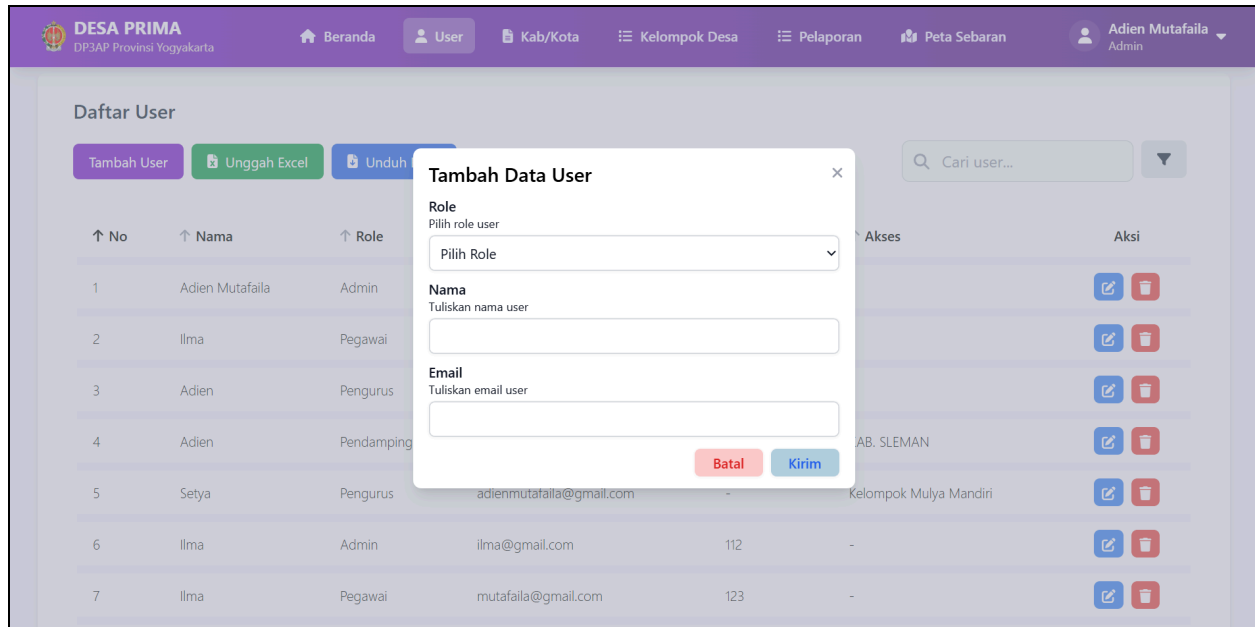 DESA PRIMA
DP3AP Provinsi Yogyakarta
Beranda
User
Kab/Kota
Kelompok Desa
Pelaporan
Peta Sebaran
Adien Mutafaila
Admin
Daftar User
Tambah User
Unggah Excel
Unduh
Cari user...
Tambah Data User
Role
Pilih role user
Pilih Role
Nama
Tuliskan nama user
Email
Tuliskan email user
Batal
Kirim
No Nama Role Akses Aksi
1 Adien Mutafaila Admin
2 Ilma Pegawai
3 Adien Pengurus
4 Adien Pendamping AB. SLEMAN
5 Setya Pengurus adienmutafaila@gmail.com - Kelompok Mulya Mandiri
6 Ilma Admin ilma@gmail.com 112 -
7 Ilma Pegawai mutafaila@gmail.com 123 -